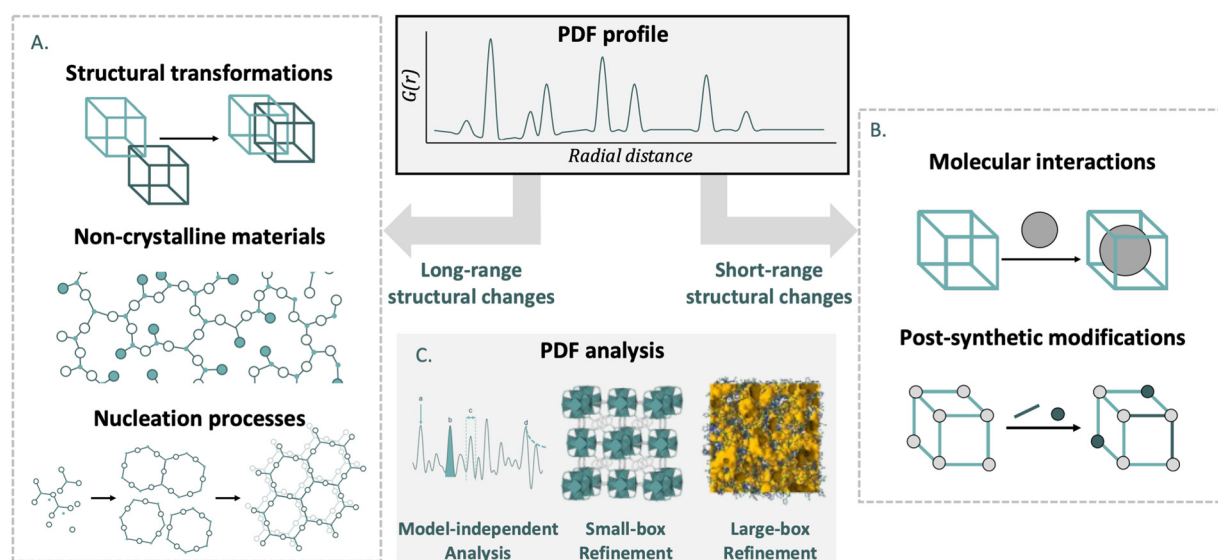 A.
Structural transformations
Non-crystalline materials
Nucleation processes
PDF profile
G(r)
Radial distance
Long-range
structural changes
Short-range
structural changes
C.
PDF analysis
a
b
c
d
Model-independent
Analysis
Small-box
Refinement
Large-box
Refinement
B.
Molecular interactions
Post-synthetic modifications